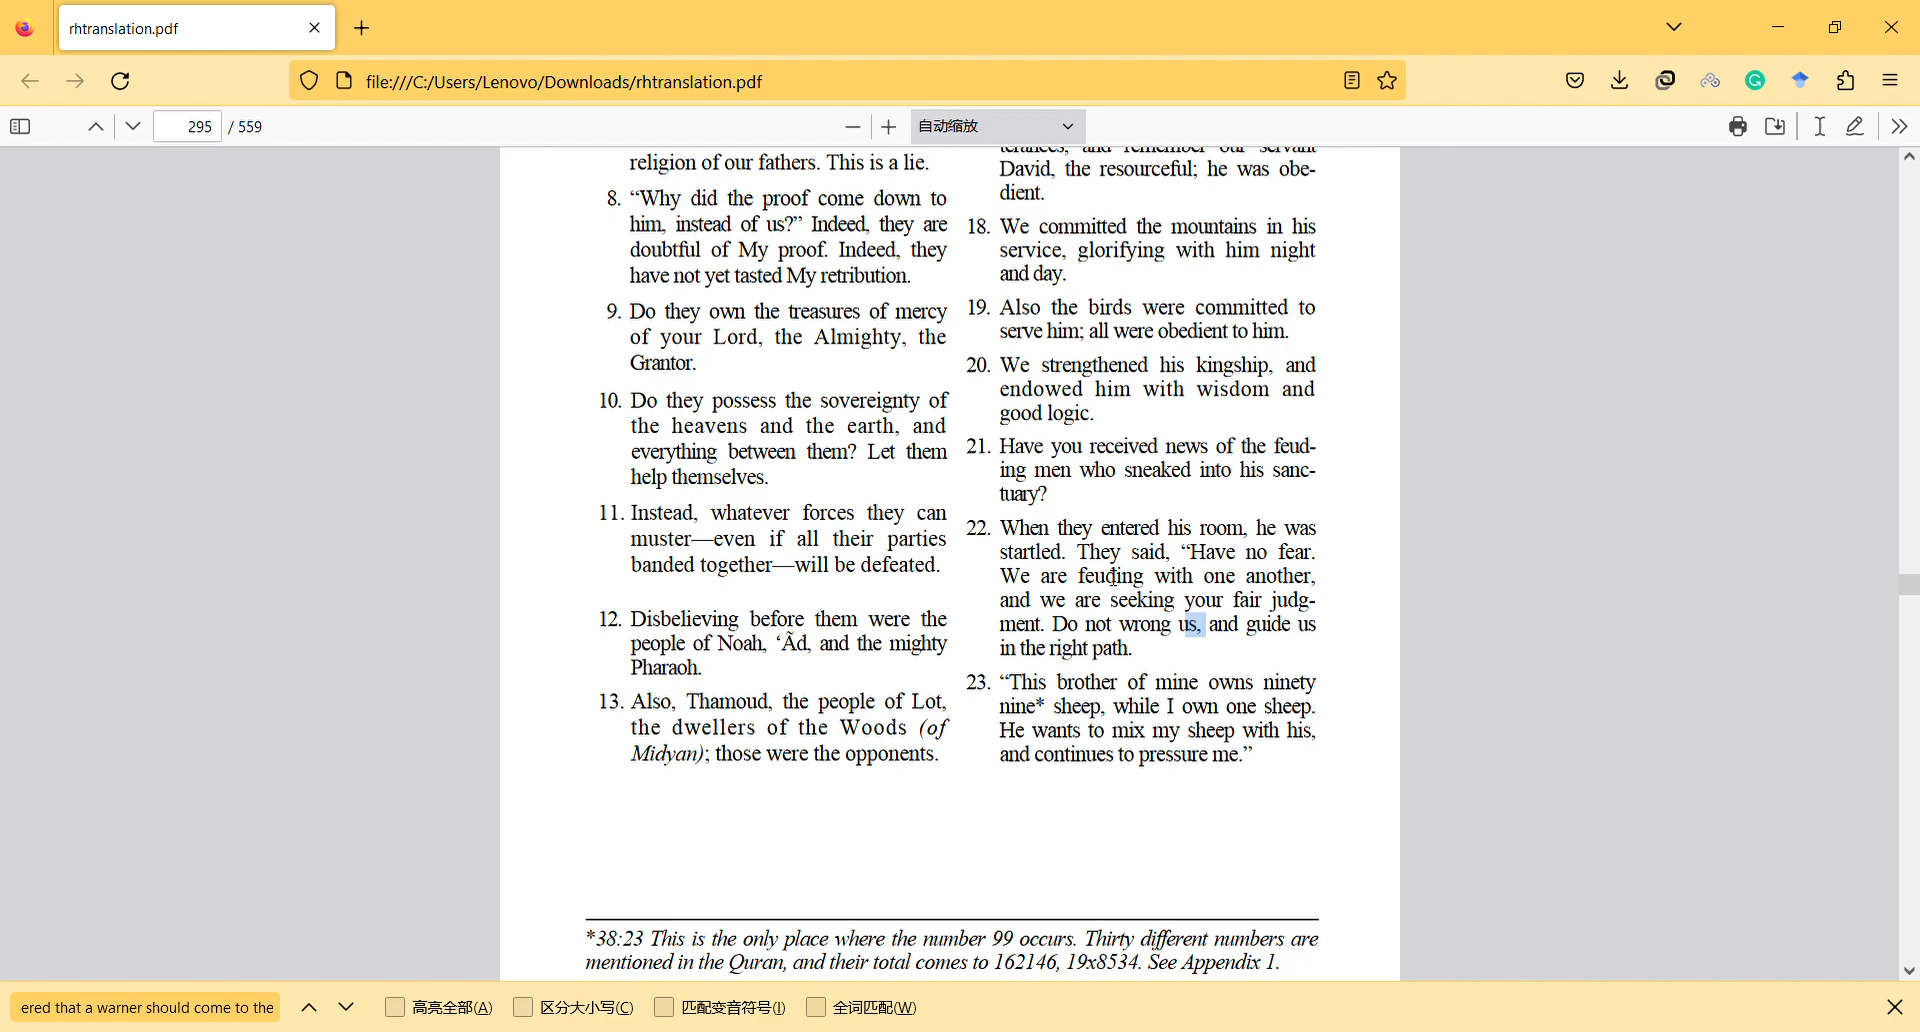 rhtranslation.pdf
file:///C:/Users/Lenovo/Downloads/rhtranslation.pdf
295 / 559
自动缩放
religion of our fathers. This is a lie.
8. “Why did the proof come down to
him, instead of us?” Indeed, they are
doubtful of My proof. Indeed, they
have not yet tasted My retribution.
9. Do they own the treasures of mercy
of your Lord, the Almighty, the
Grantor.
10. Do they possess the sovereignty of
the heavens and the earth, and
everything between them? Let them
help themselves.
11. Instead, whatever forces they can
muster—even if all their parties
banded together—will be defeated.
12. Disbelieving before them were the
people of Noah, ‘Ãd, and the mighty
Pharaoh.
13. Also, Thamoud, the people of Lot,
the dwellers of the Woods (of
Midyan); those were the opponents.
terances, and remember our servant
David, the resourceful; he was obe-
dient.
18. We committed the mountains in his
service, glorifying with him night
and day.
19. Also the birds were committed to
serve him; all were obedient to him.
20. We strengthened his kingship, and
endowed him with wisdom and
good logic.
21. Have you received news of the feud-
ing men who sneaked into his sanc-
tuary?
22. When they entered his room, he was
startled. They said, “Have no fear.
We are feuding with one another,
and we are seeking your fair judg-
ment. Do not wrong us, and guide us
in the right path.
23. “This brother of mine owns ninety
nine* sheep, while I own one sheep.
He wants to mix my sheep with his,
and continues to pressure me.”
*38:23 This is the only place where the number 99 occurs. Thirty different numbers are
mentioned in the Quran, and their total comes to 162146, 19x8534. See Appendix 1.
ered that a warner should come to the 高亮全部(A) 区分大小写(C) 匹配变音符号(I) 全词匹配(W)